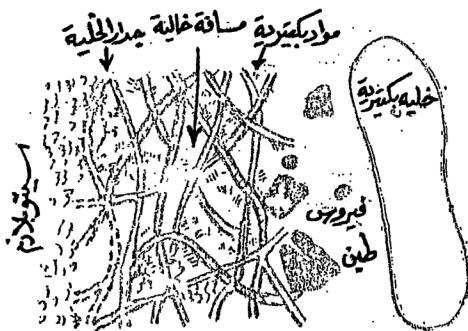 مواد بكتيرية
مسافة خالية
جدار الخلية
خلية بكتيرية
فيروس
طين
سيتوبلازم